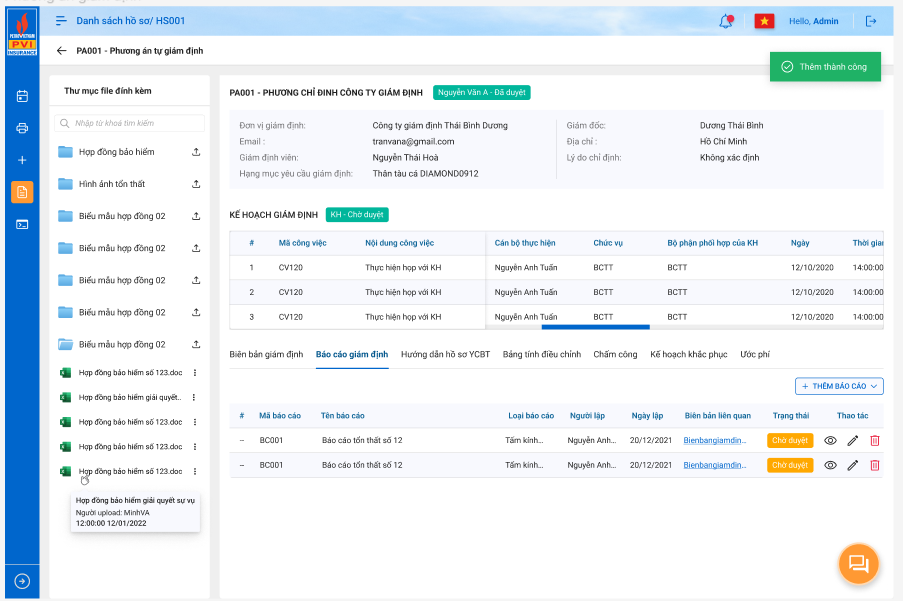 PETROVIETNAM
PVI
INSURANCE
Danh sách hồ sơ/ HS001
Hello, Admin
PA001 - Phương án tự giám định
Thêm thành công
Thư mục file đính kèm
Nhập từ khoá tìm kiếm
Hợp đồng bảo hiểm
Hình ảnh tổn thất
Biểu mẫu hợp đồng 02
Biểu mẫu hợp đồng 02
Biểu mẫu hợp đồng 02
Biểu mẫu hợp đồng 02
Biểu mẫu hợp đồng 02
Hợp đồng bảo hiểm số 123.doc
Hợp đồng bảo hiểm giải quyết..
Hợp đồng bảo hiểm số 123.doc
Hợp đồng bảo hiểm số 123.doc
Hợp đồng bảo hiểm số 123.doc
Hợp đồng bảo hiểm giải quyết sự vụ
Người upload: MinhVA
12:00:00 12/01/2022
PA001 - PHƯƠNG CHỈ ĐINH CÔNG TY GIÁM ĐỊNH Nguyễn Văn A - Đã duyệt
Đơn vị giám định: Công ty giám định Thái Bình Dương Giám đốc: Dương Thái Bình
Email : tranvana@gmail.com Địa chỉ : Hồ Chí Minh
Giám định viên: Nguyễn Thái Hoà Lý do chỉ định: Không xác định
Hạng mục yêu cầu giám định: Thân tàu cá DIAMOND0912
KẾ HOẠCH GIÁM ĐỊNH KH - Chờ duyệt
# Mã công việc Nội dung công việc Cán bộ thực hiện Chức vụ Bộ phận phối hợp của KH Ngày Thời gian
1 CV120 Thực hiện họp với KH Nguyễn Anh Tuấn BCTT BCTT 12/10/2020 14:00:00
2 CV120 Thực hiện họp với KH Nguyễn Anh Tuấn BCTT BCTT 12/10/2020 14:00:00
3 CV120 Thực hiện họp với KH Nguyễn Anh Tuấn BCTT BCTT 12/10/2020 14:00:00
Biên bản giám định Báo cáo giám định Hướng dẫn hồ sơ YCBT Bảng tính điều chỉnh Chấm công Kế hoạch khắc phục Ước phí
+ THÊM BÁO CÁO
# Mã báo cáo Tên báo cáo Loại báo cáo Người lập Ngày lập Biên bản liên quan Trạng thái Thao tác
-- BC001 Báo cáo tổn thất số 12 Tấm kính... Nguyễn Anh... 20/12/2021 Bienbangiamdin... Chờ duyệt
-- BC001 Báo cáo tổn thất số 12 Tấm kính... Nguyễn Anh... 20/12/2021 Bienbangiamdin... Chờ duyệt